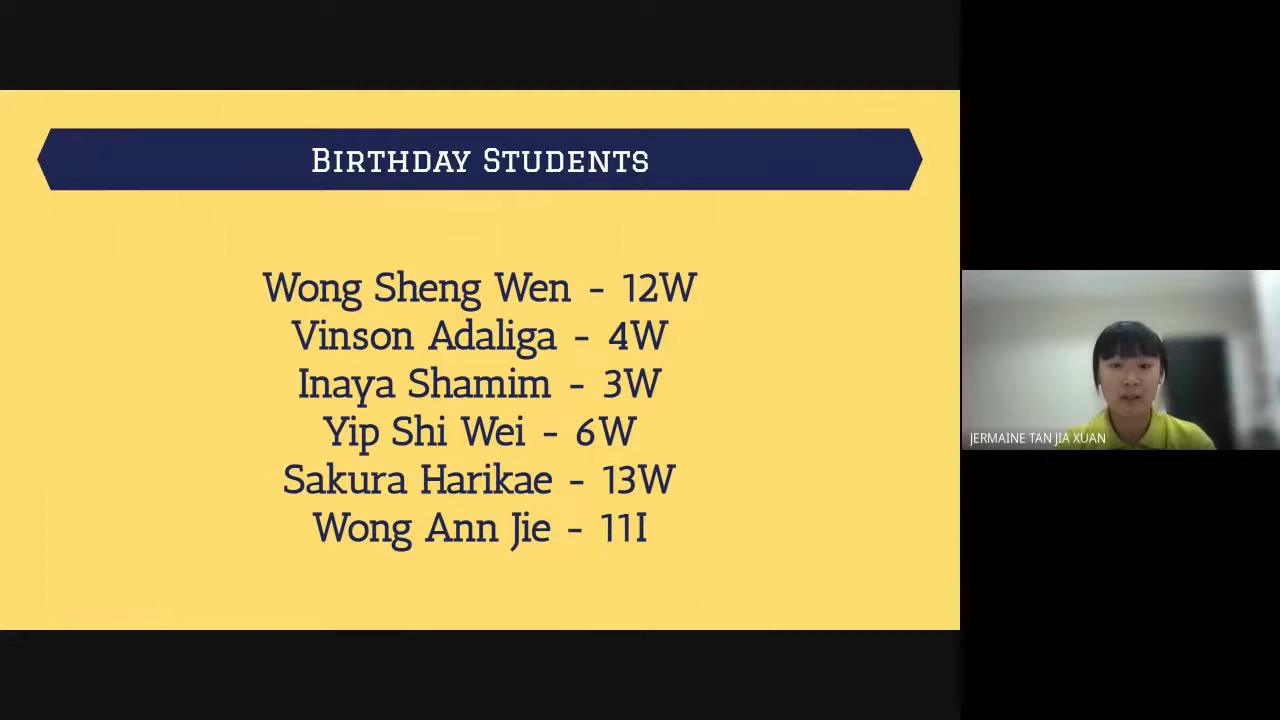 Birthday Students
Wong Sheng Wen - 12W
Vinson Adaliga - 4W
Inaya Shamim - 3W
Yip Shi Wei - 6W
Sakura Harikae - 13W
Wong Ann Jie - 11I
JERMAINE TAN JIA XUAN